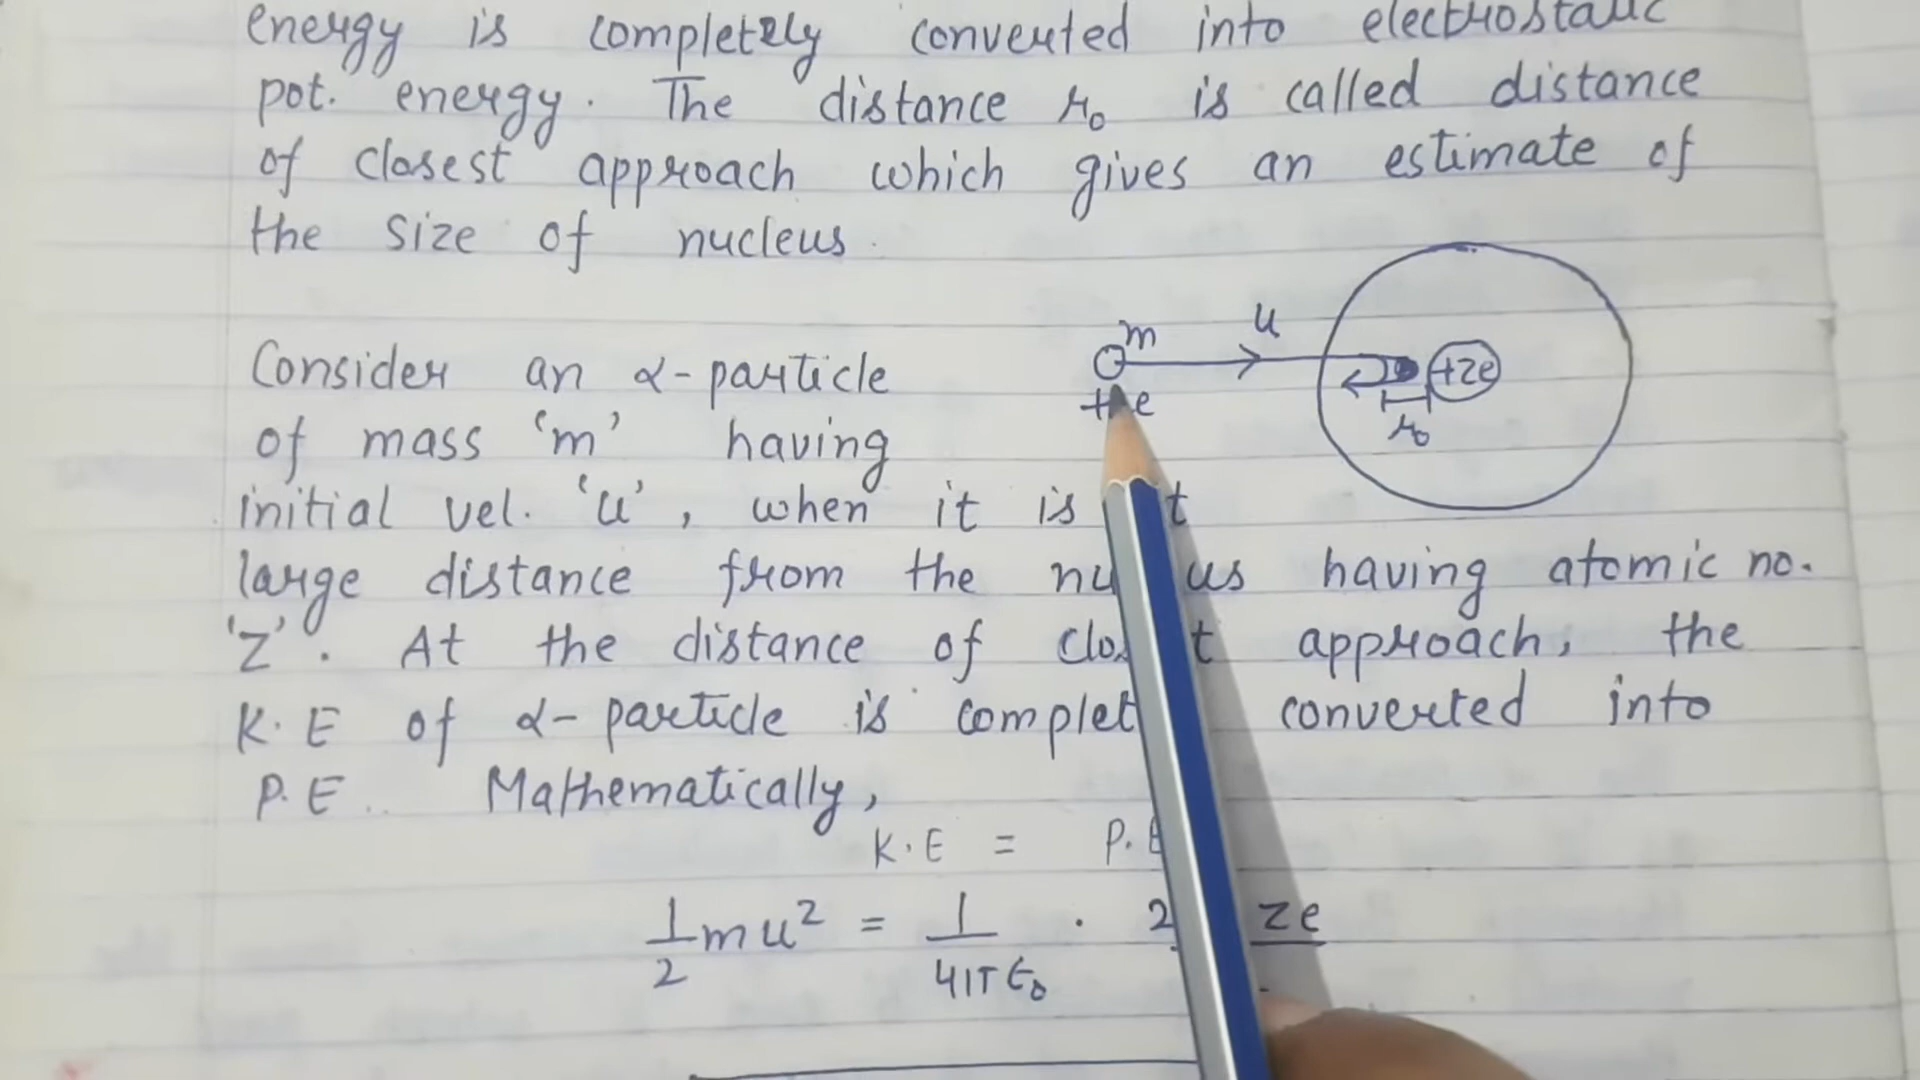 energy is completely converted into electrostatic
pot. energy. The distance r₀ is called distance
of closest approach which gives an estimate of
the size of nucleus.
m
u
+Ze
r₀
Consider an α-particle
of mass 'm' having
initial vel. 'u', when it is
large distance from the having atomic no.
'Z'. At the distance of approach, the
K.E of α-particle is converted into
P.E. Mathematically,
K.E = P.E
1/2 mu² = 1/4πε₀ · 2 ze